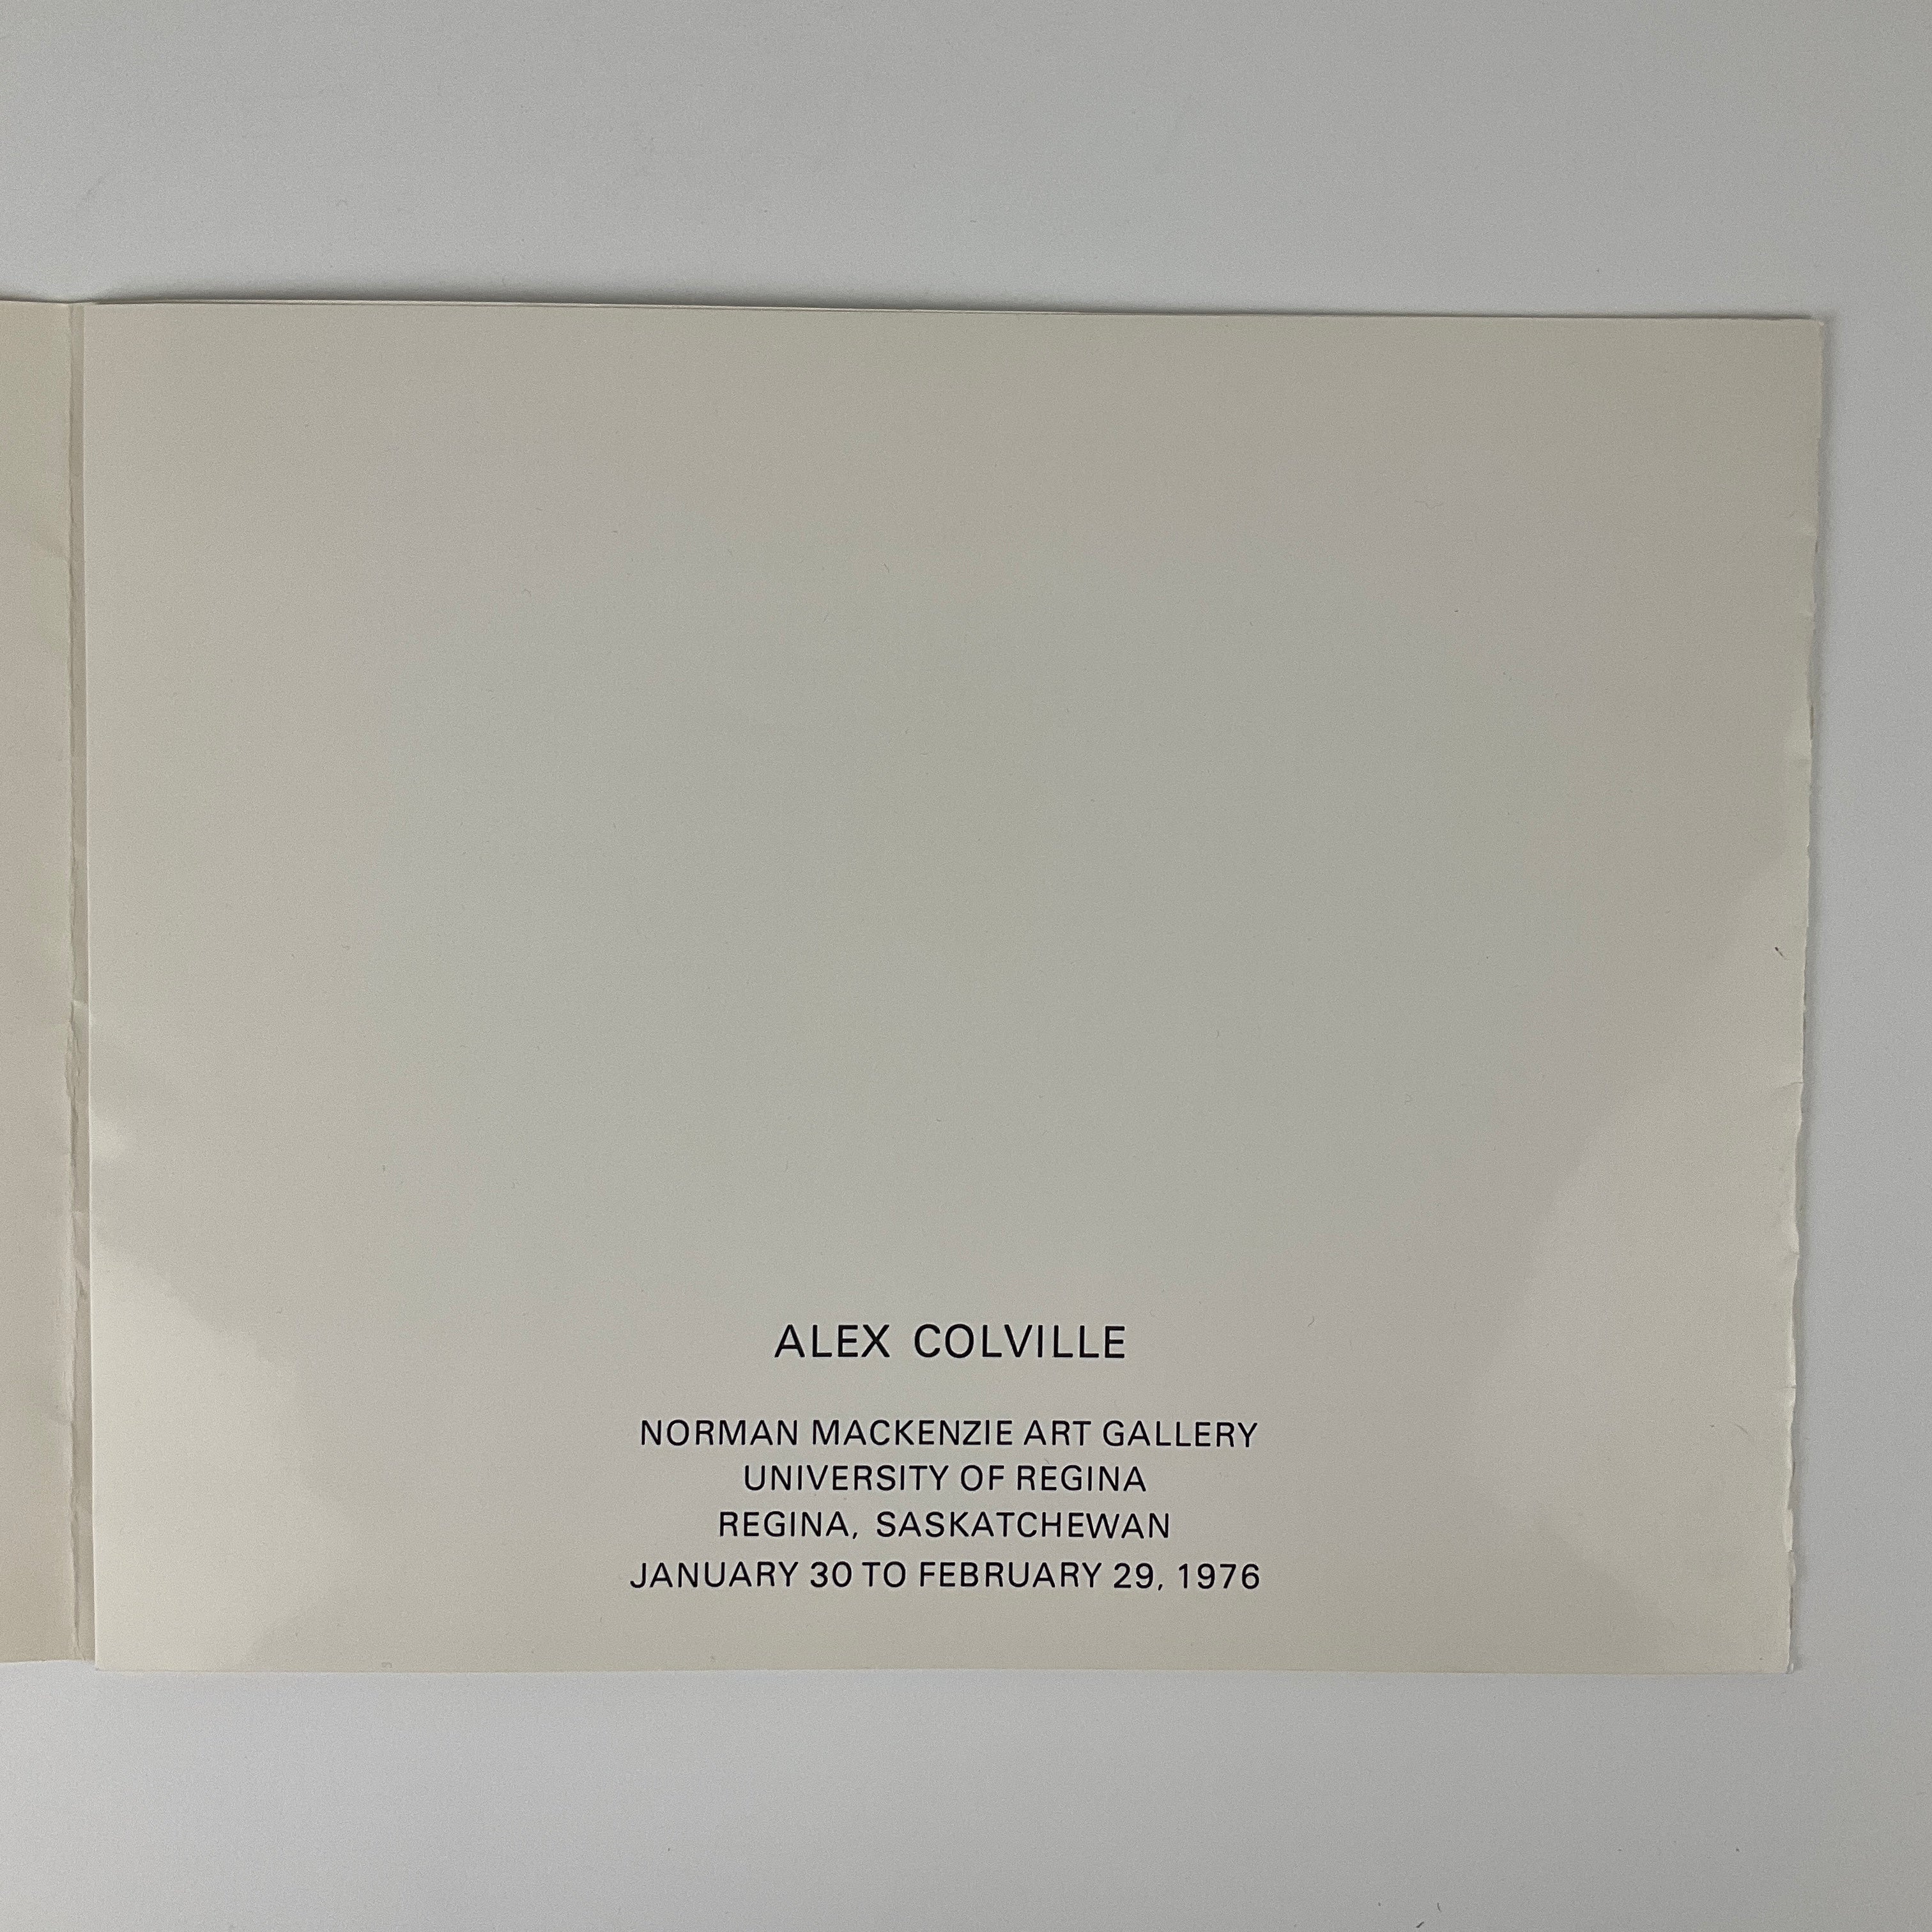 ALEX COLVILLE
NORMAN MACKENZIE ART GALLERY
UNIVERSITY OF REGINA
REGINA, SASKATCHEWAN
JANUARY 30 TO FEBRUARY 29, 1976